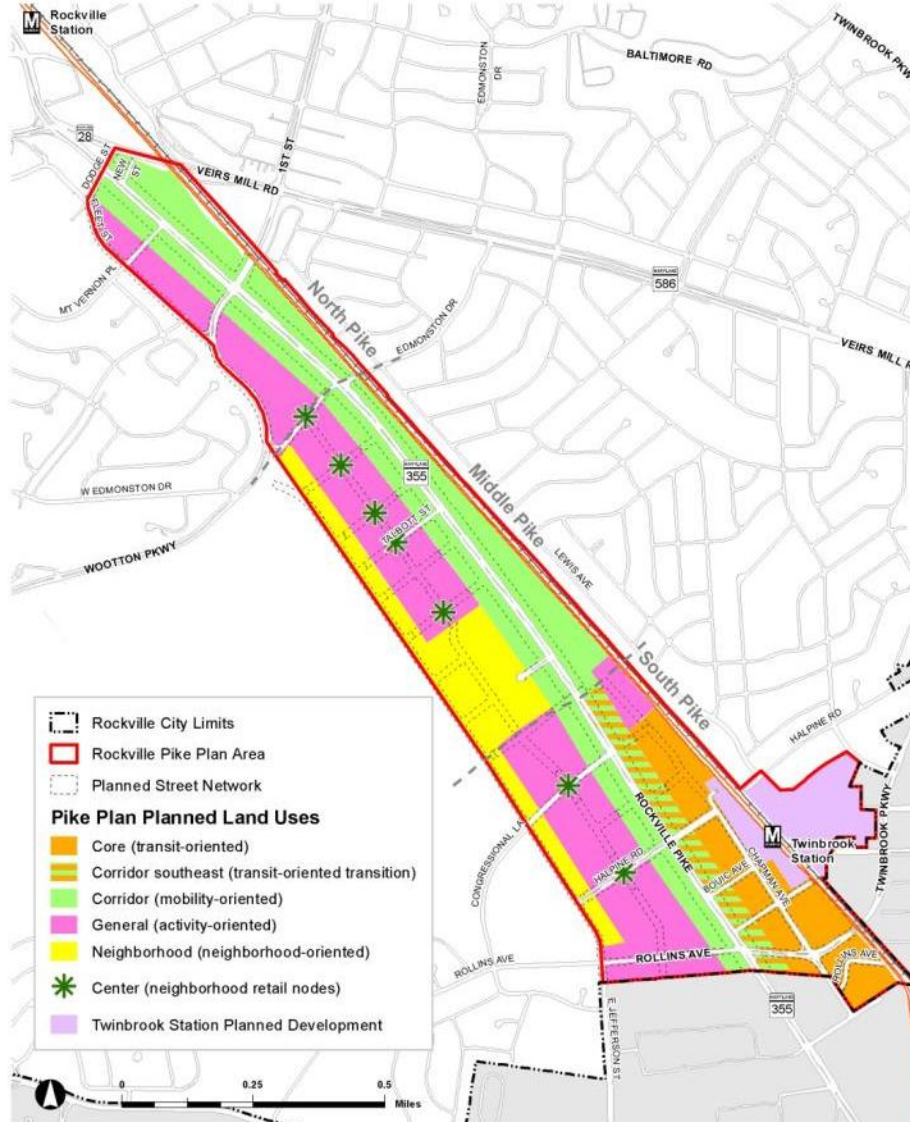 Rockville
Station
BALTIMORE RD
EDMONSTON
DR
TWINBROOK PKWY
28
DODGE ST
NEW
ST
1ST ST
VEIRS MILL RD
FLEET ST
MT VERNON PL
North Pike
MARYLAND
586
EDMONSTON DR
VEIRS MILL R
MARYLAND
355
W EDMONSTON DR
Middle Pike
TALBOTT ST
WOOTTON PKWY
LEWIS AVE
I South Pike
HALPINE RD
Rockville City Limits
Rockville Pike Plan Area
Planned Street Network
Pike Plan Planned Land Uses
Core (transit-oriented)
Corridor southeast (transit-oriented transition)
Corridor (mobility-oriented)
General (activity-oriented)
Neighborhood (neighborhood-oriented)
Center (neighborhood retail nodes)
Twinbrook Station Planned Development
ROCKVILLE PIKE
CONGRESSIONAL LA
HALPINE RD
M
Twinbrook
Station
TWINBROOK PKWY
CHAPMAN AVE
BOUIC AVE
ROLLINS AVE
ROLLINS AVE
ROLLINS AVE
E JEFFERSON ST
MARYLAND
355
0
0.25
0.5
Miles